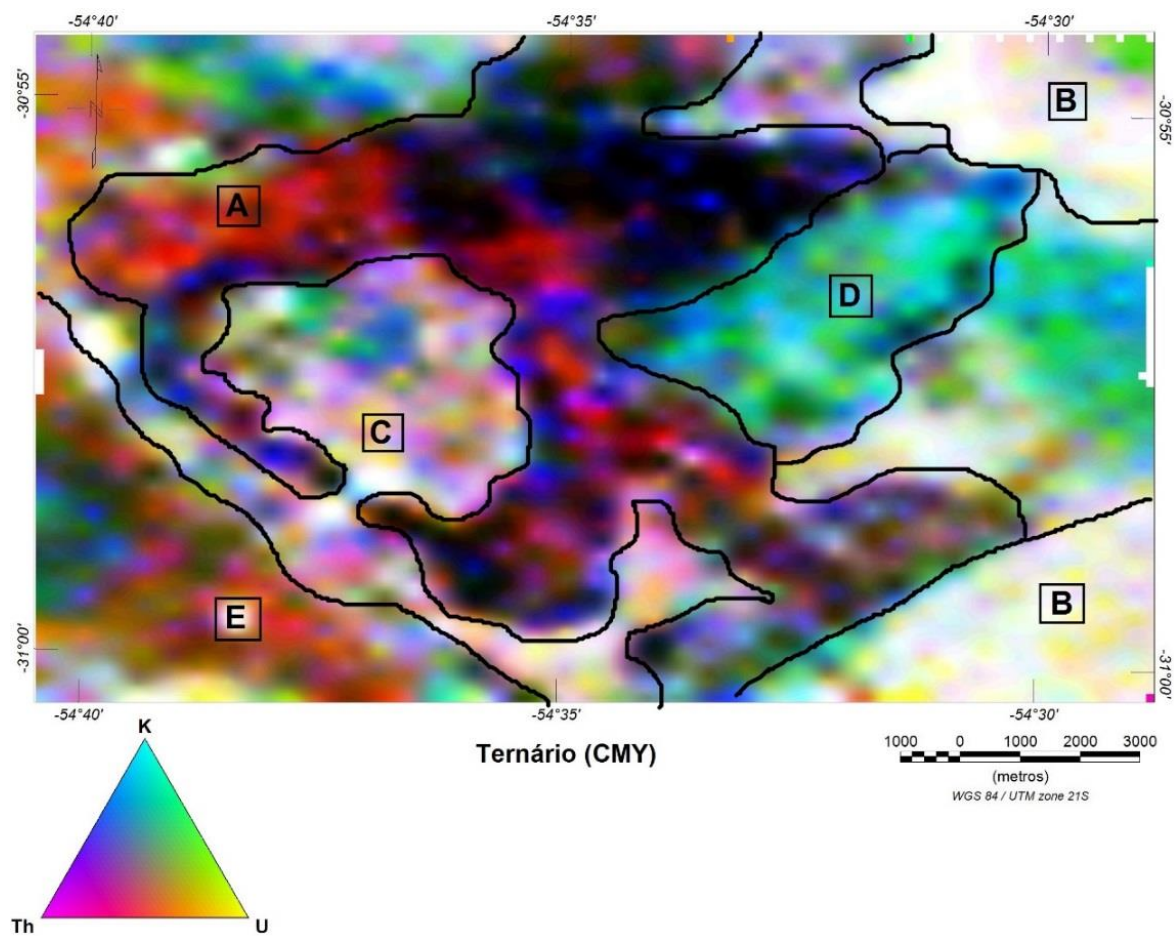 -54°40'
-54°35'
-54°30'
-30°55'
-30°55'
B
A
D
C
E
B
-31°00'
-31°00'
-54°40'
-54°35'
-54°30'
K
Th
U
Ternário (CMY)
1000 0 1000 2000 3000
(metros)
WGS 84 / UTM zone 21S